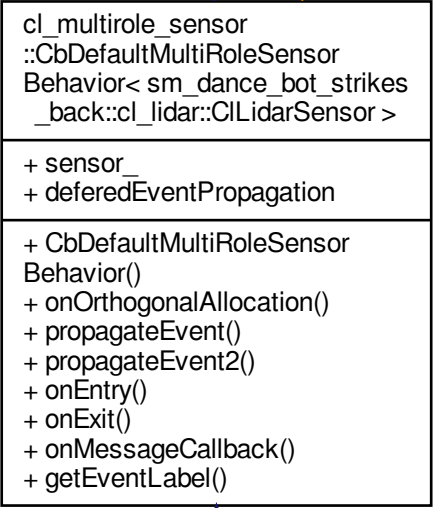 cl_multirole_sensor
::CbDefaultMultiRoleSensor
Behavior< sm_dance_bot_strikes
_back::cl_lidar::ClLidarSensor >
+ sensor_
+ deferedEventPropagation
+ CbDefaultMultiRoleSensor
Behavior()
+ onOrthogonalAllocation()
+ propagateEvent()
+ propagateEvent2()
+ onEntry()
+ onExit()
+ onMessageCallback()
+ getEventLabel()